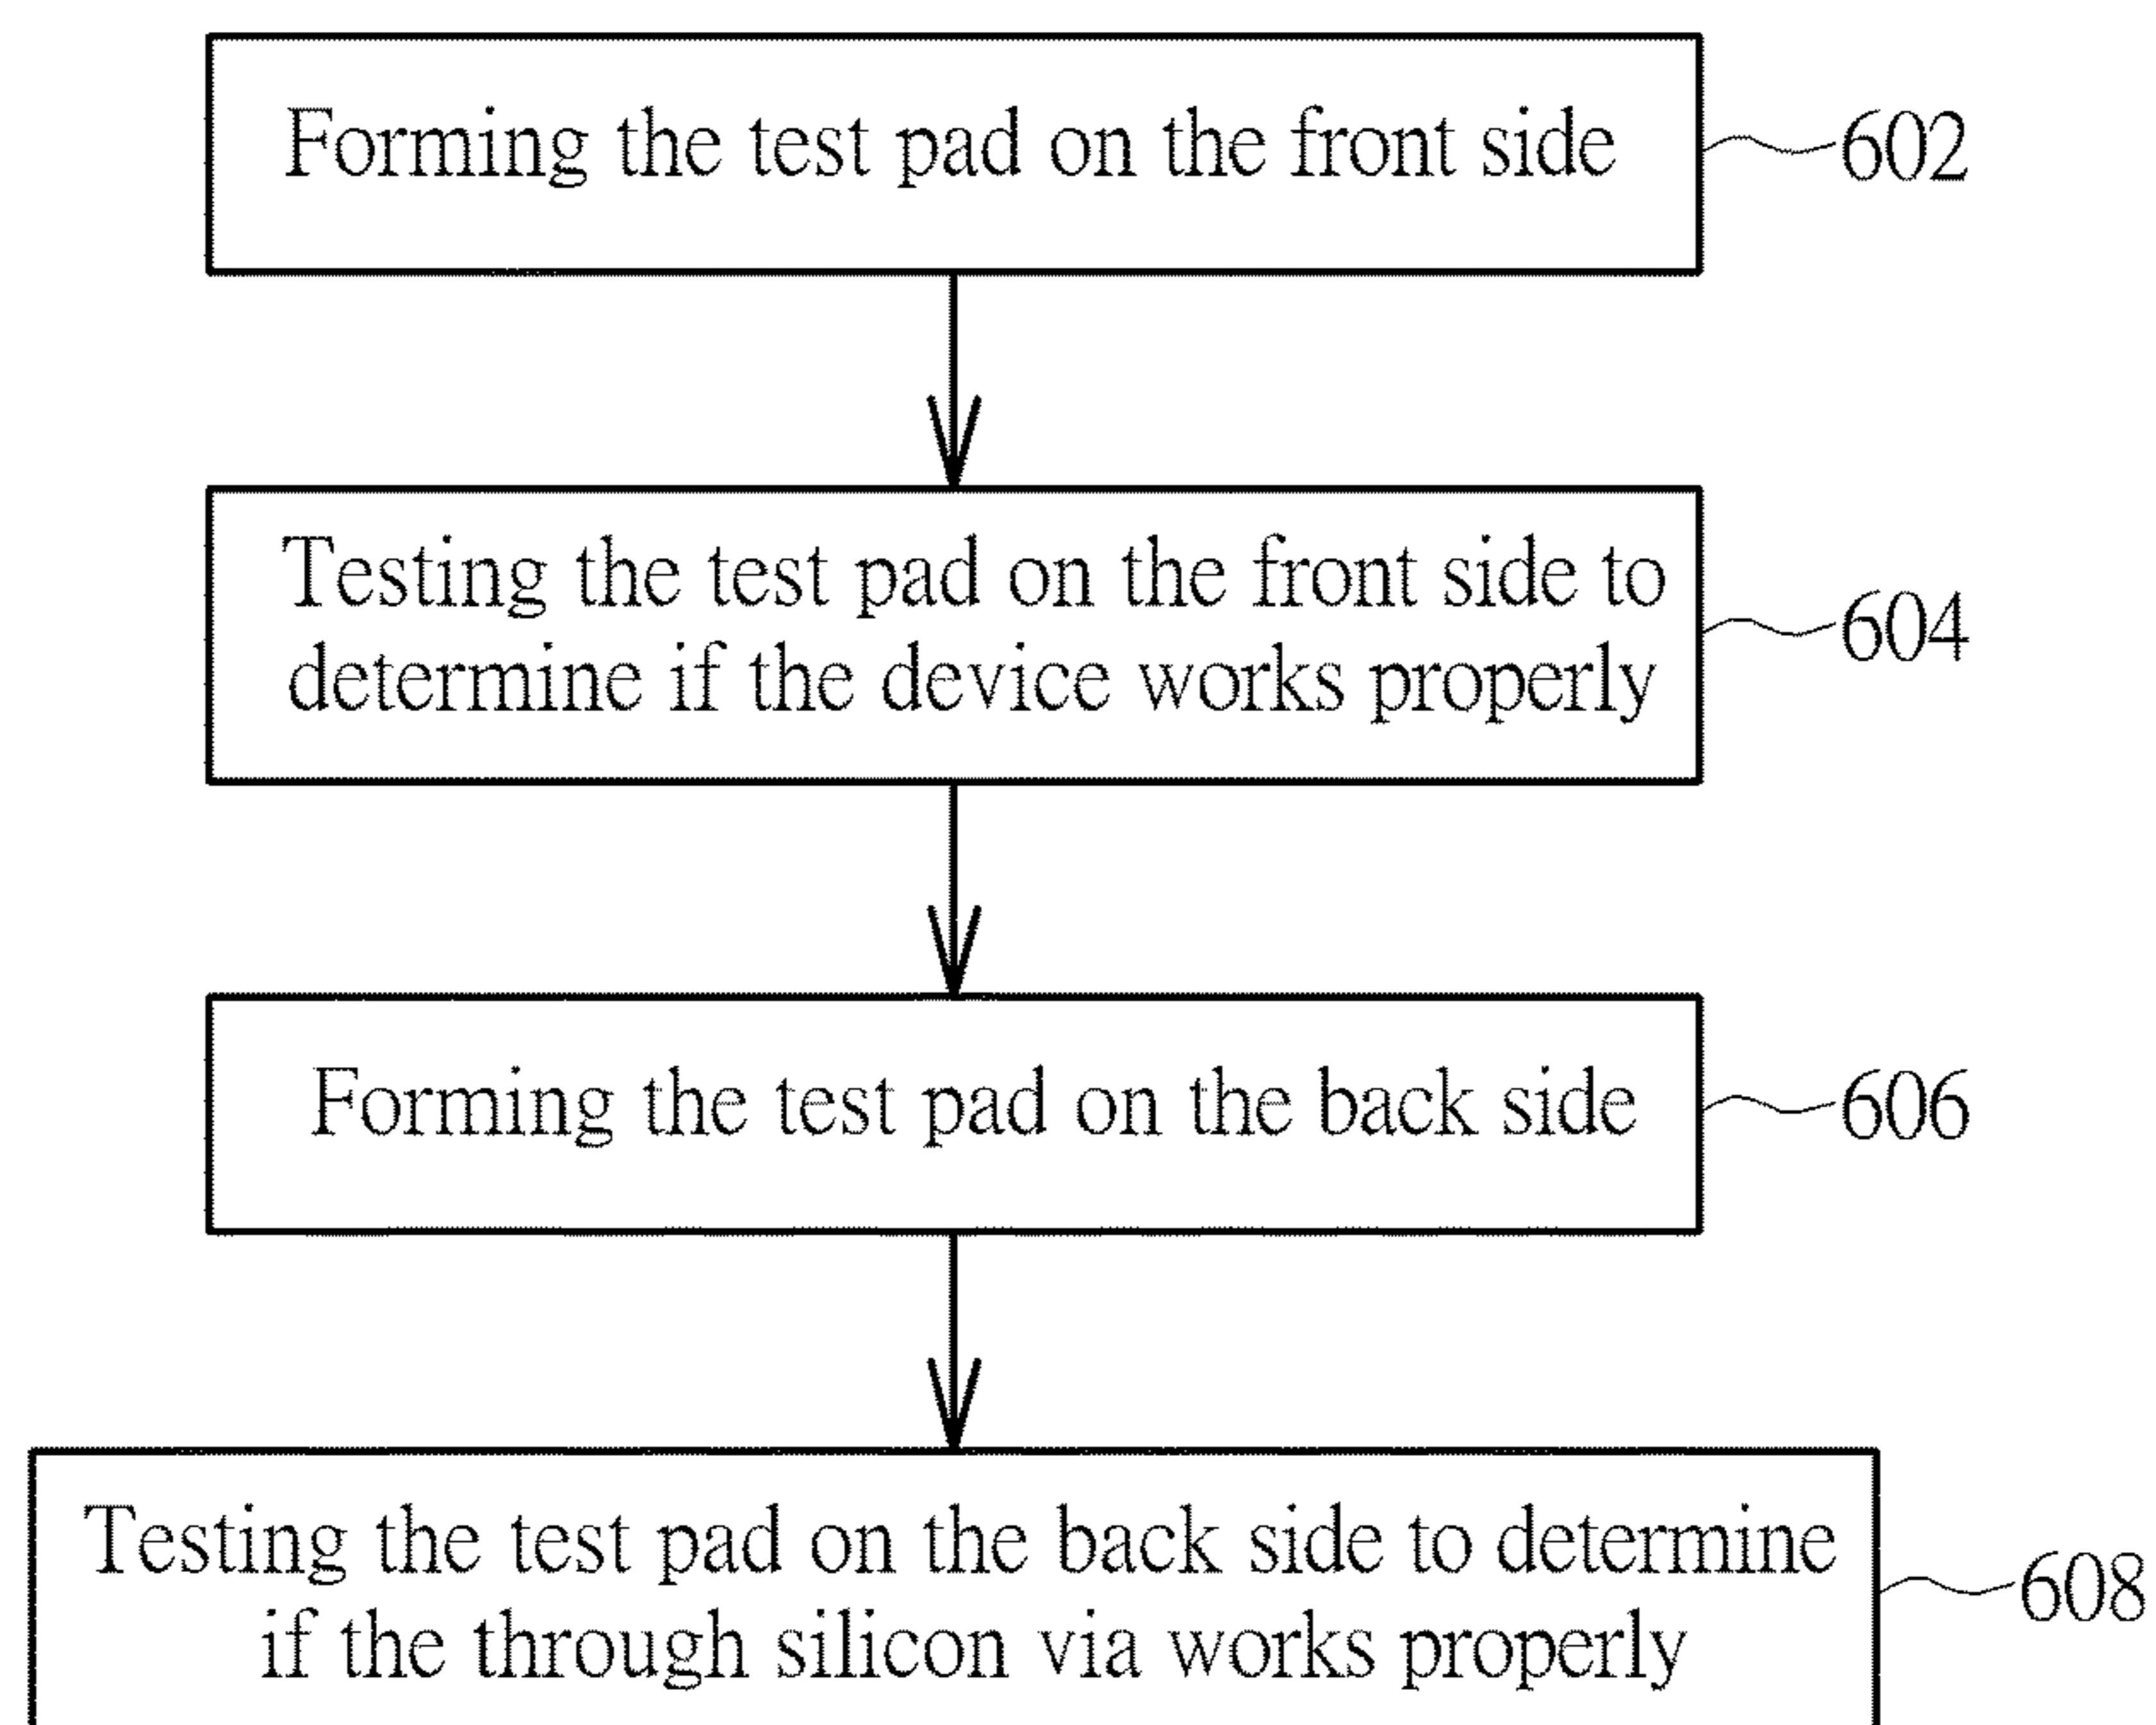 Forming the test pad on the front side
602
Testing the test pad on the front side to
determine if the device works properly
604
Forming the test pad on the back side
606
Testing the test pad on the back side to determine
if the through silicon via works properly
608